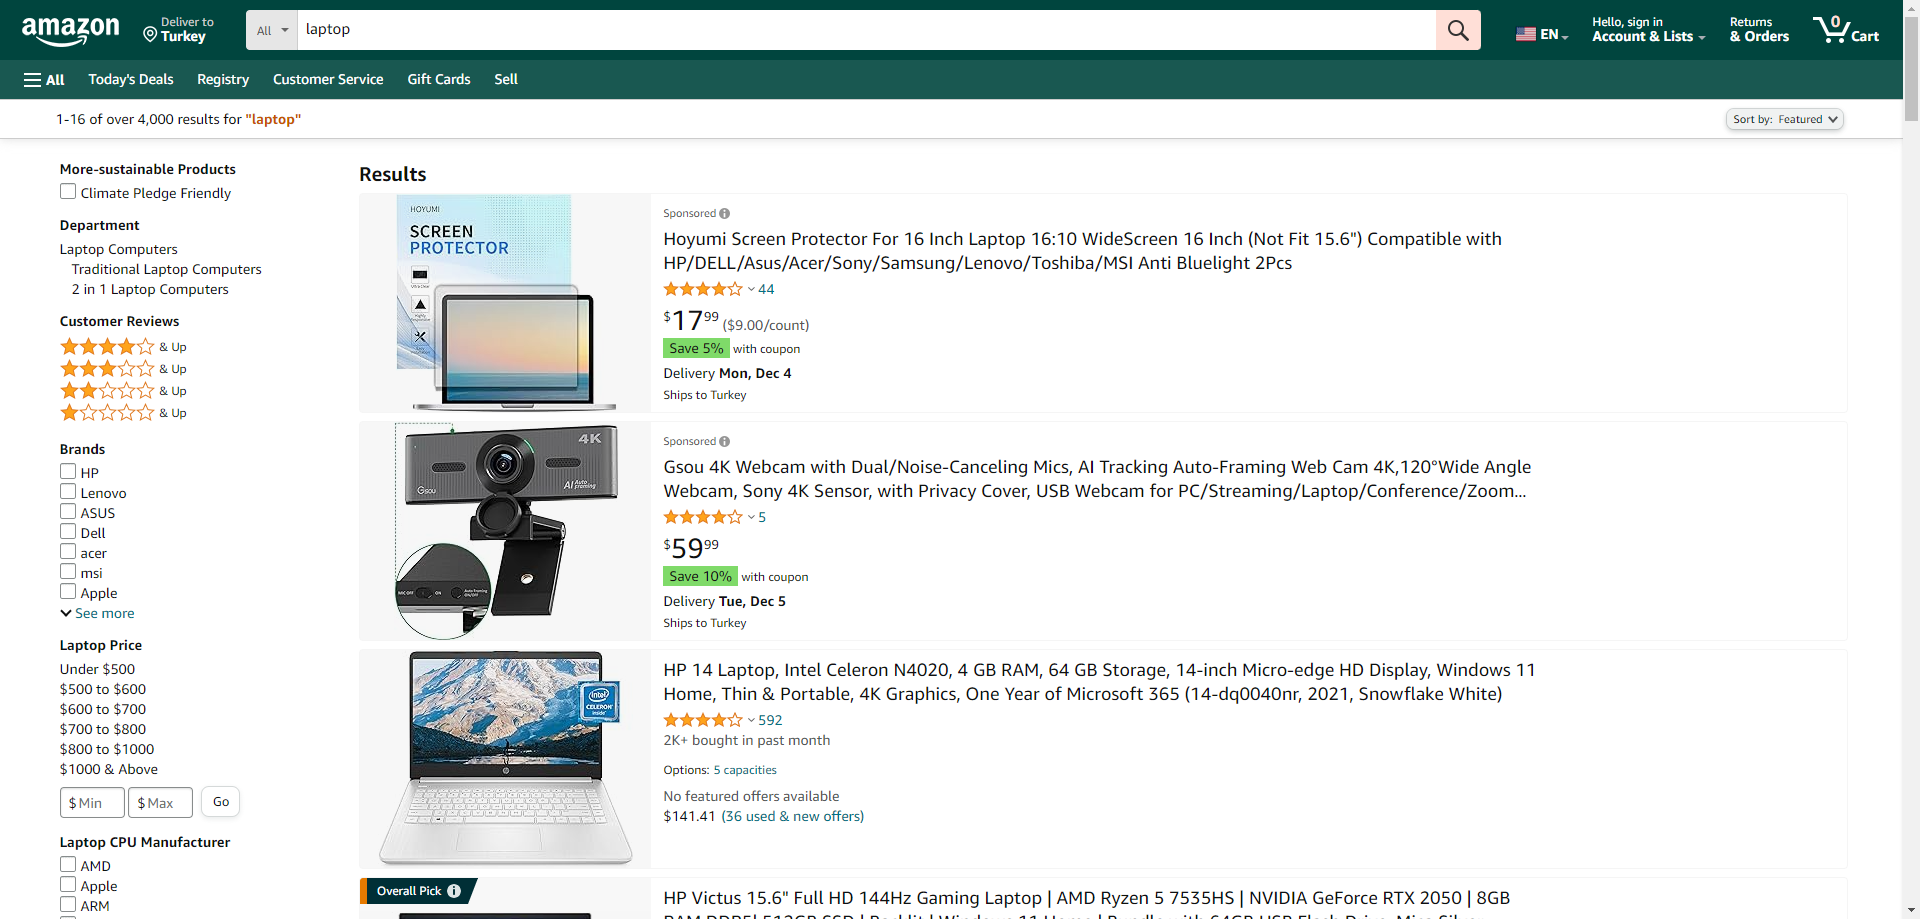 amazon
Deliver to
Turkey
All
laptop
EN
Hello, sign in
Account & Lists
Returns
& Orders
0
Cart
All
Today's Deals
Registry
Customer Service
Gift Cards
Sell
1-16 of over 4,000 results for "laptop"
Sort by: Featured
More-sustainable Products
Climate Pledge Friendly
Department
Laptop Computers
Traditional Laptop Computers
2 in 1 Laptop Computers
Customer Reviews
& Up
& Up
& Up
& Up
Brands
HP
Lenovo
ASUS
Dell
acer
msi
Apple
See more
Laptop Price
Under $500
$500 to $600
$600 to $700
$700 to $800
$800 to $1000
$1000 & Above
$ Min
$ Max
Go
Laptop CPU Manufacturer
AMD
Apple
ARM
Results
HOYUMI
SCREEN
PROTECTOR
Sponsored
Hoyumi Screen Protector For 16 Inch Laptop 16:10 WideScreen 16 Inch (Not Fit 15.6") Compatible with
HP/DELL/Asus/Acer/Sony/Samsung/Lenovo/Toshiba/MSI Anti Bluelight 2Pcs
44
$17.99 ($9.00/count)
Save 5% with coupon
Delivery Mon, Dec 4
Ships to Turkey
4K
Gsou
AI Auto framing
MIC OFF ON
Auto Framing
ON/OFF
Sponsored
Gsou 4K Webcam with Dual/Noise-Canceling Mics, AI Tracking Auto-Framing Web Cam 4K,120°Wide Angle
Webcam, Sony 4K Sensor, with Privacy Cover, USB Webcam for PC/Streaming/Laptop/Conference/Zoom...
5
$59.99
Save 10% with coupon
Delivery Tue, Dec 5
Ships to Turkey
intel
CELERON
inside
hp
HP 14 Laptop, Intel Celeron N4020, 4 GB RAM, 64 GB Storage, 14-inch Micro-edge HD Display, Windows 11
Home, Thin & Portable, 4K Graphics, One Year of Microsoft 365 (14-dq0040nr, 2021, Snowflake White)
592
2K+ bought in past month
Options: 5 capacities
No featured offers available
$141.41 (36 used & new offers)
Overall Pick
HP Victus 15.6" Full HD 144Hz Gaming Laptop | AMD Ryzen 5 7535HS | NVIDIA GeForce RTX 2050 | 8GB